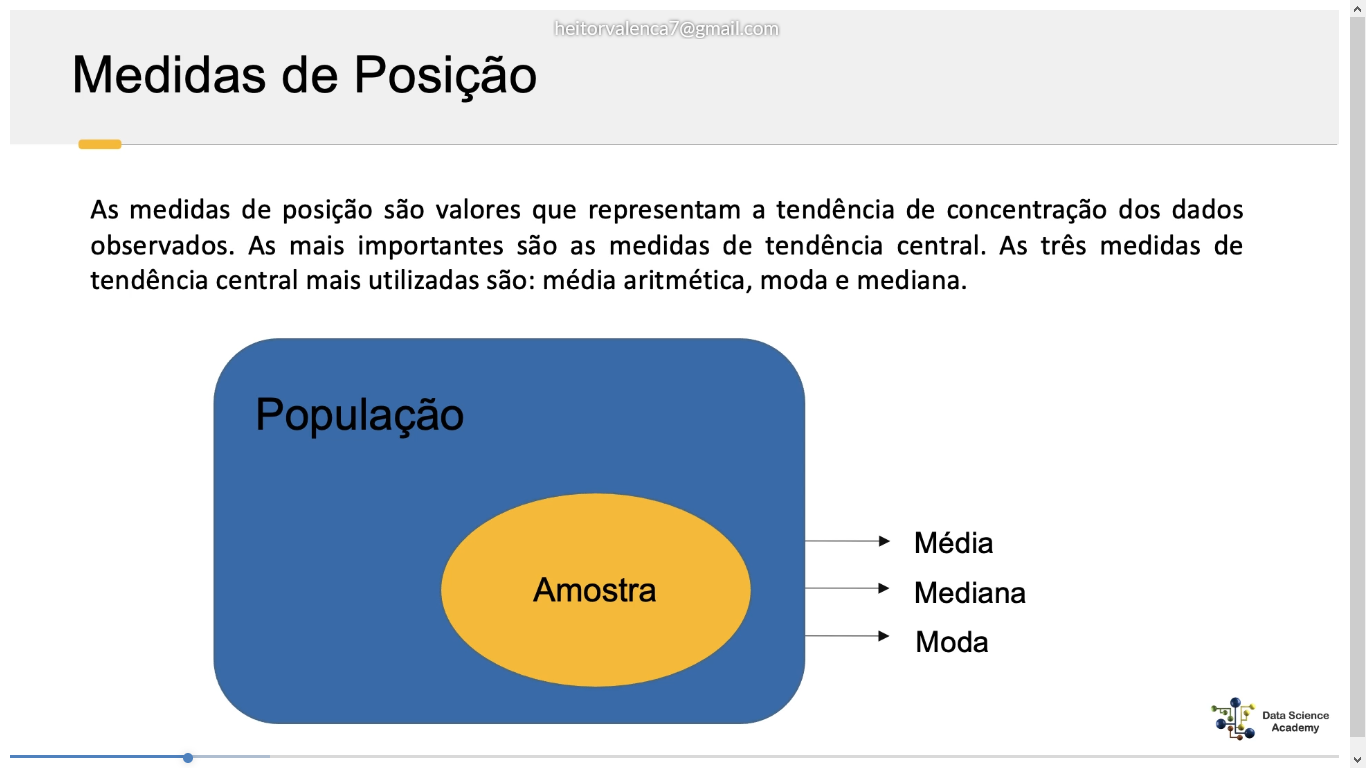 heitorvalenca7@gmail.com
Medidas de Posição
As medidas de posição são valores que representam a tendência de concentração dos dados
observados. As mais importantes são as medidas de tendência central. As três medidas de
tendência central mais utilizadas são: média aritmética, moda e mediana.
População
Amostra
Média
Mediana
Moda
Data Science
Academy